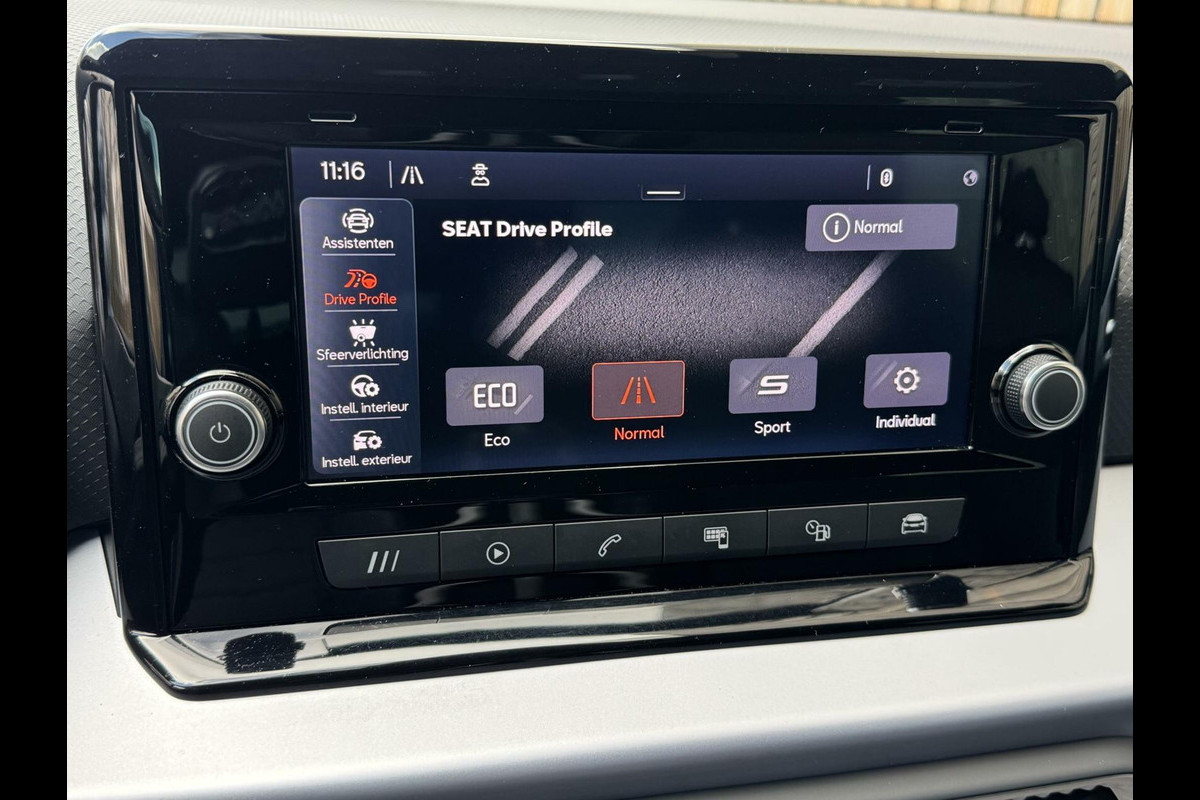 11:16
SEAT Drive Profile
Normal
Assistenten
Drive Profile
Sfeerverlichting
Instell. interieur
Instell. exterieur
ECO
S
Eco
Normal
Sport
Individual